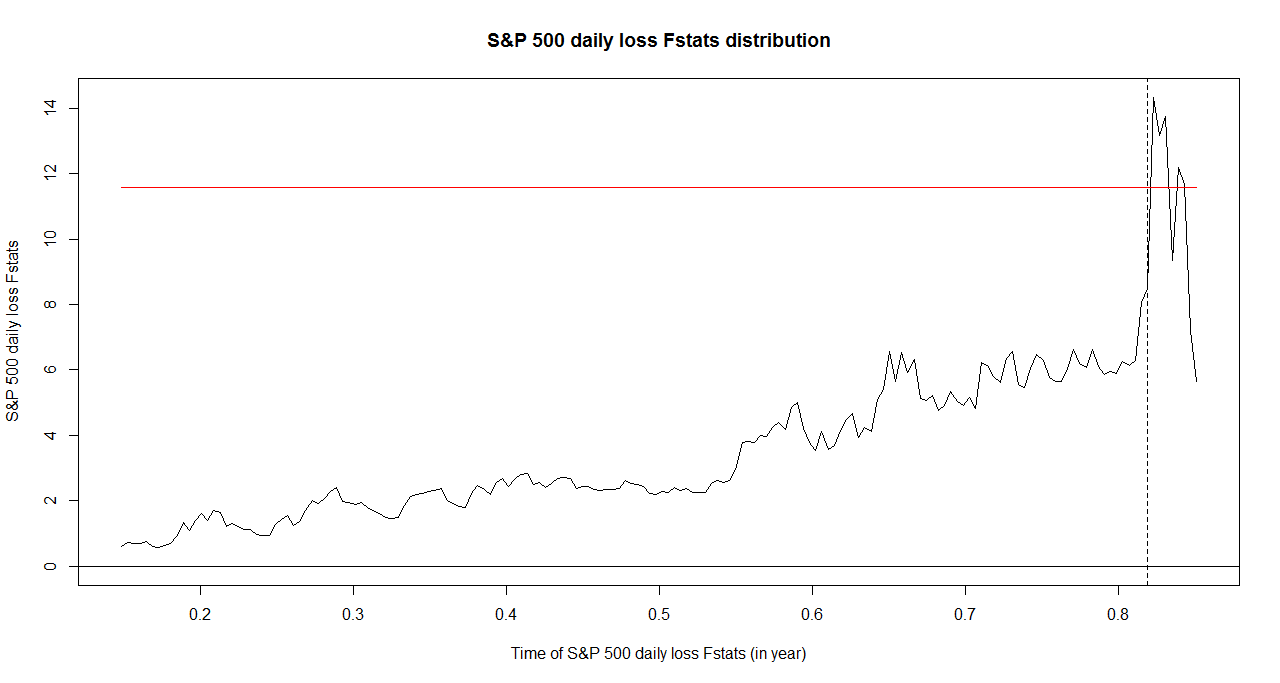 S&P 500 daily loss Fstats distribution
S&P 500 daily loss Fstats
14
12
10
8
6
4
2
0
0.2 0.3 0.4 0.5 0.6 0.7 0.8
Time of S&P 500 daily loss Fstats (in year)